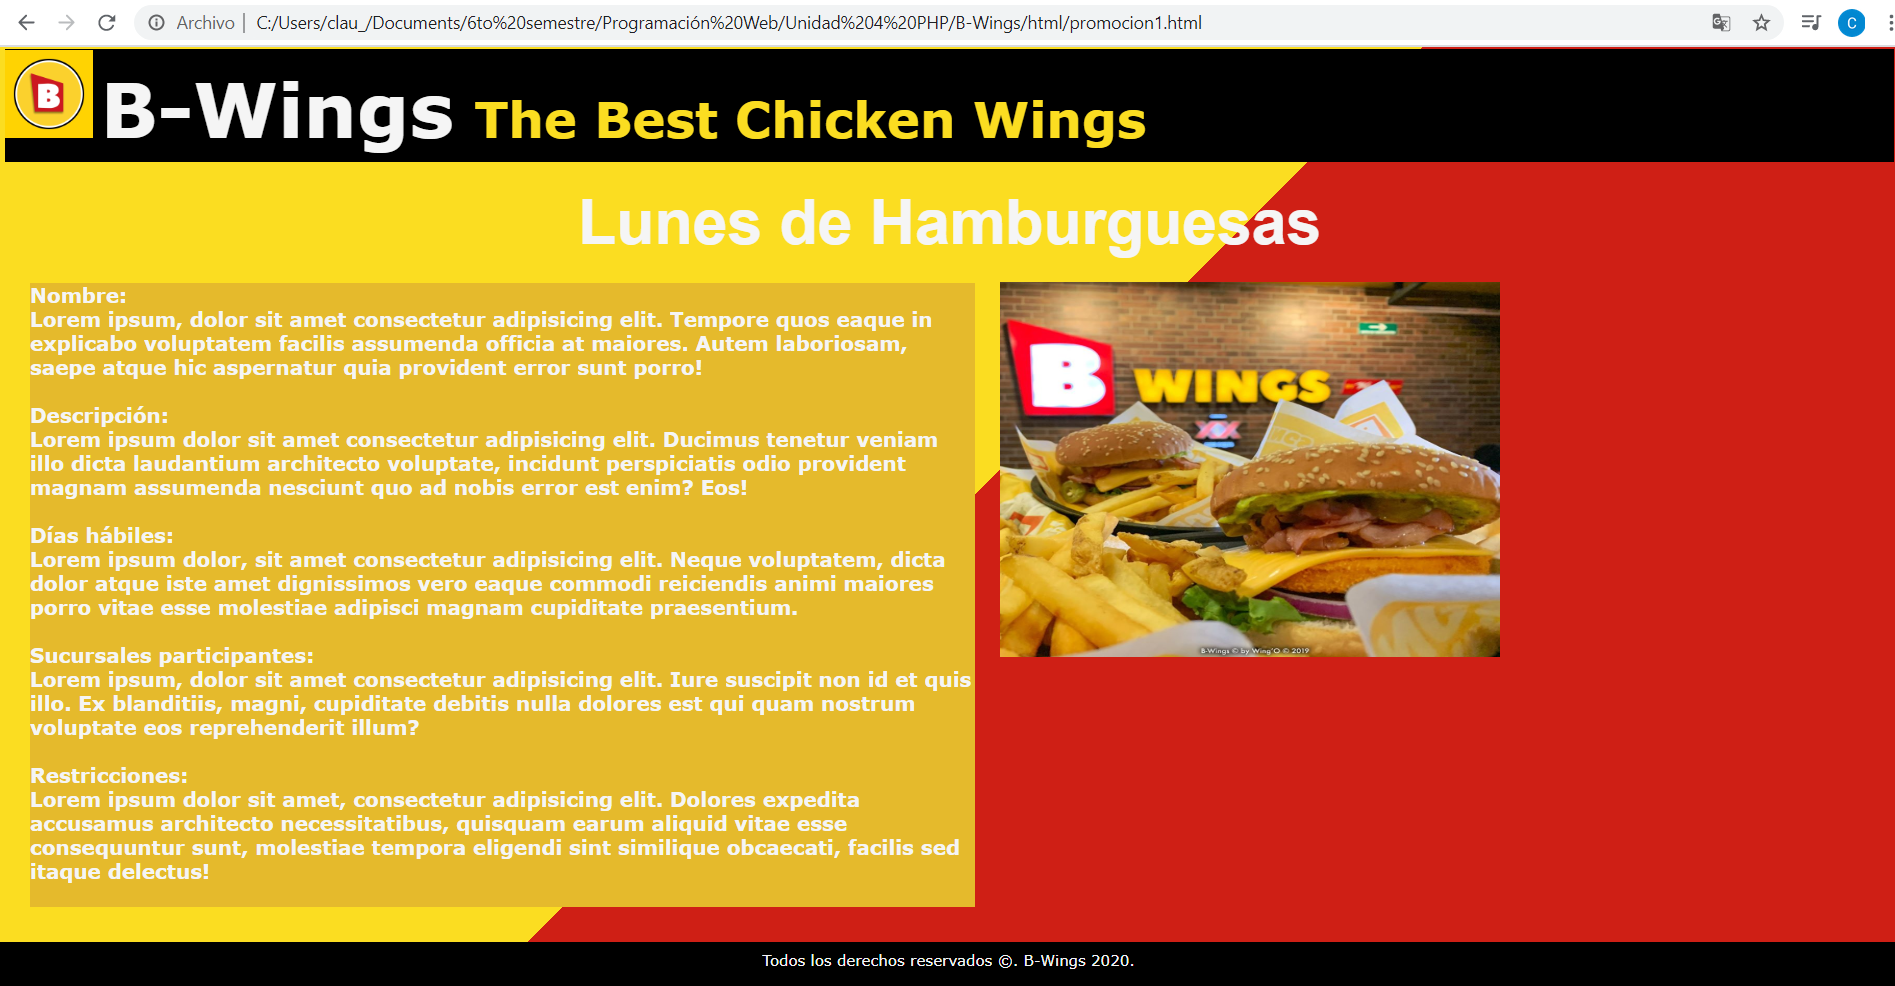 Archivo | C:/Users/clau_/Documents/6to%20semestre/Programación%20Web/Unidad%204%20PHP/B-Wings/html/promocion1.html
C
B
B-Wings The Best Chicken Wings
Lunes de Hamburguesas
Nombre:
Lorem ipsum, dolor sit amet consectetur adipisicing elit. Tempore quos eaque in
explicabo voluptatem facilis assumenda officia at maiores. Autem laboriosam,
saepe atque hic aspernatur quia provident error sunt porro!
Descripción:
Lorem ipsum dolor sit amet consectetur adipisicing elit. Ducimus tenetur veniam
illo dicta laudantium architecto voluptate, incidunt perspiciatis odio provident
magnam assumenda nesciunt quo ad nobis error est enim? Eos!
Días hábiles:
Lorem ipsum dolor, sit amet consectetur adipisicing elit. Neque voluptatem, dicta
dolor atque iste amet dignissimos vero eaque commodi reiciendis animi maiores
porro vitae esse molestiae adipisci magnam cupiditate praesentium.
Sucursales participantes:
Lorem ipsum, dolor sit amet consectetur adipisicing elit. Iure suscipit non id et quis
illo. Ex blanditiis, magni, cupiditate debitis nulla dolores est qui quam nostrum
voluptate eos reprehenderit illum?
Restricciones:
Lorem ipsum dolor sit amet, consectetur adipisicing elit. Dolores expedita
accusamus architecto necessitatibus, quisquam earum aliquid vitae esse
consequuntur sunt, molestiae tempora eligendi sint similique obcaecati, facilis sed
itaque delectus!
B WINGS
XX
B-Wings © by Wing'O © 2019
Todos los derechos reservados ©. B-Wings 2020.